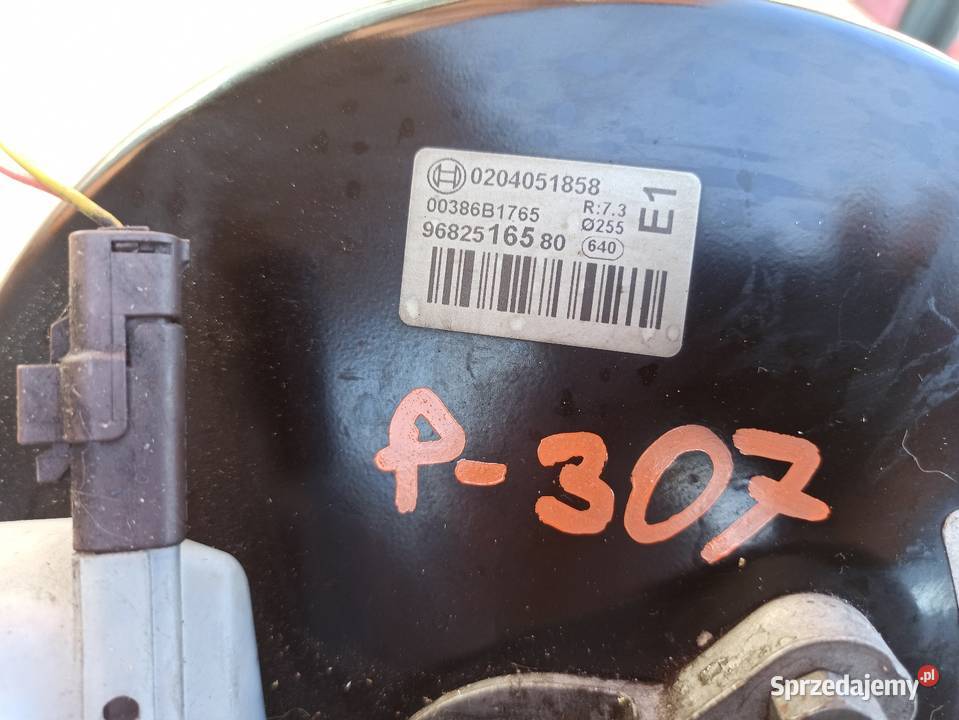 0204051858
00386B1765 R:7.3
Ø255
9682516580 640
E1
P-307
Sprzedajemy.pl